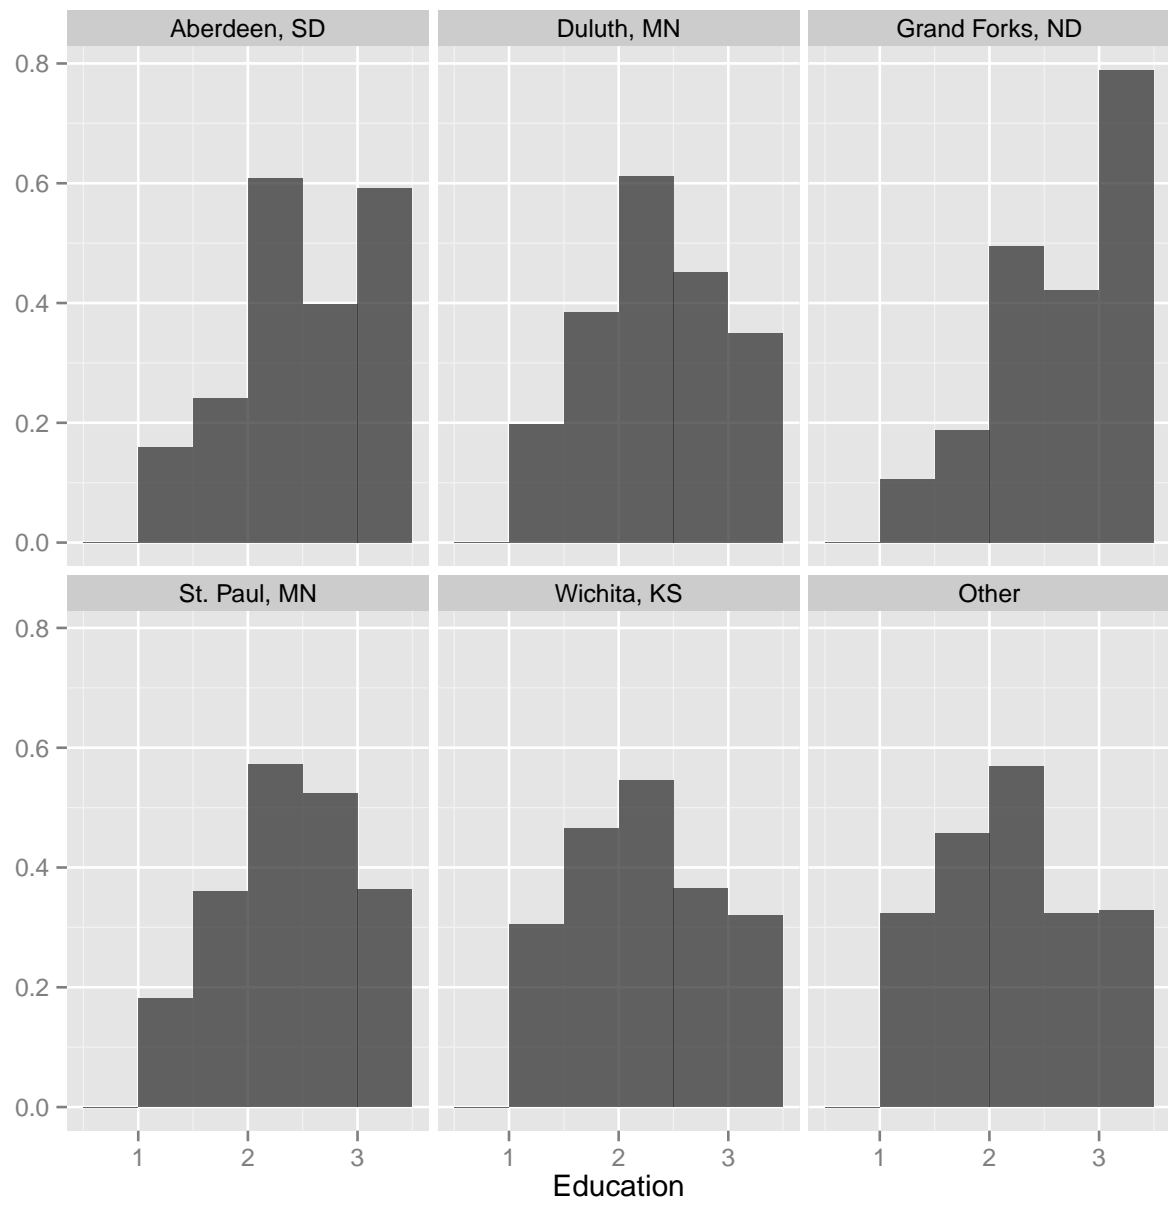 Aberdeen, SD Duluth, MN Grand Forks, ND
0.8
0.6
0.4
0.2
0.0
St. Paul, MN Wichita, KS Other
0.8
0.6
0.4
0.2
0.0
1 2 3 1 2 3 1 2 3
Education